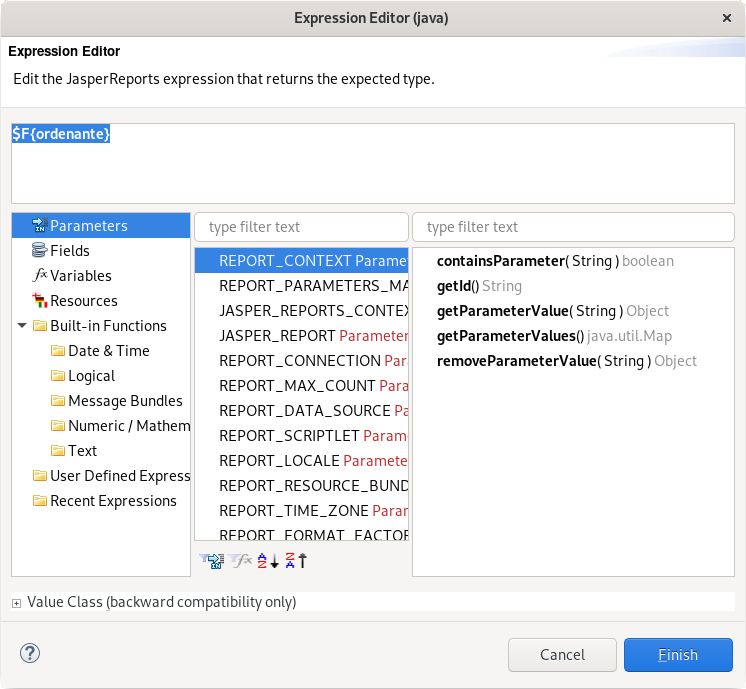 Expression Editor (java)
Expression Editor
Edit the JasperReports expression that returns the expected type.
$F{ordenante}
Parameters
Fields
Variables
Resources
Built-in Functions
Date & Time
Logical
Message Bundles
Numeric / Mathem
Text
User Defined Express
Recent Expressions
type filter text
REPORT_CONTEXT Parame
REPORT_PARAMETERS_MA
JASPER_REPORTS_CONTEX
JASPER_REPORT Parameter
REPORT_CONNECTION Par
REPORT_MAX_COUNT Para
REPORT_DATA_SOURCE Pa
REPORT_SCRIPTLET Param
REPORT_LOCALE Paramete
REPORT_RESOURCE_BUND
REPORT_TIME_ZONE Param
REPORT_FORMAT_FACTOR
type filter text
containsParameter( String ) boolean
getId() String
getParameterValue( String ) Object
getParameterValues() java.util.Map
removeParameterValue( String ) Object
Value Class (backward compatibility only)
Cancel
Finish